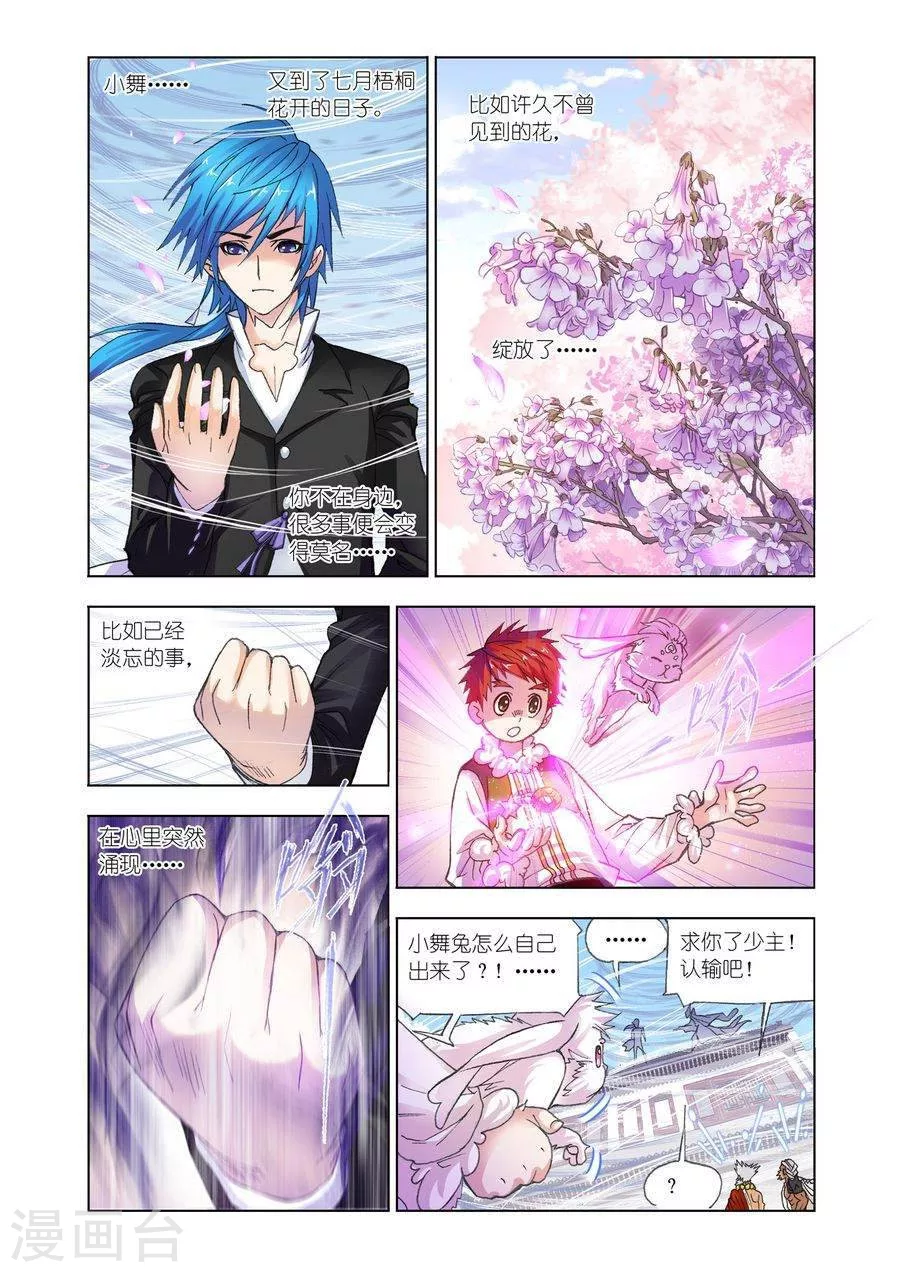 小舞……
又到了七月梧桐
花开的日子。
你不在身边，
很多事便会变
得莫名……
比如许久不曾
见到的花，
绽放了……
比如已经
淡忘的事，
在心里突然
涌现……
嗡
嗡
小舞兔怎么自己
出来了？！……
……
求你了少主！
认输吧！
？
漫画台